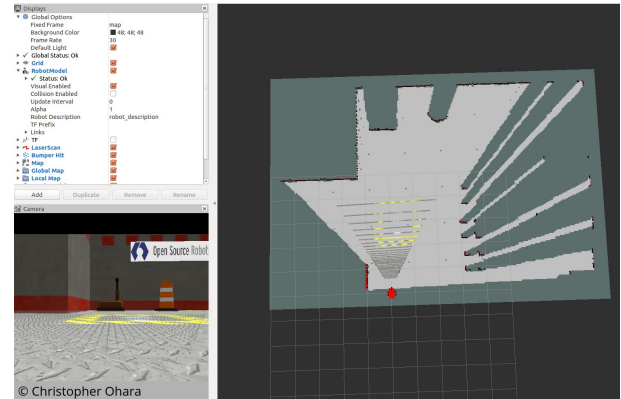 Displays
Global Options
Fixed Frame map
Background Color 48; 48; 48
Frame Rate 30
Default Light
Global Status: Ok
Grid
RobotModel
Status: Ok
Visual Enabled
Collision Enabled
Update Interval 0
Alpha 1
Robot Description robot_description
TF Prefix
Links
TF
LaserScan
Bumper Hit
Map
Global Map
Local Map
Add Duplicate Remove Rename
Camera
Open Source Robot
© Christopher Ohara